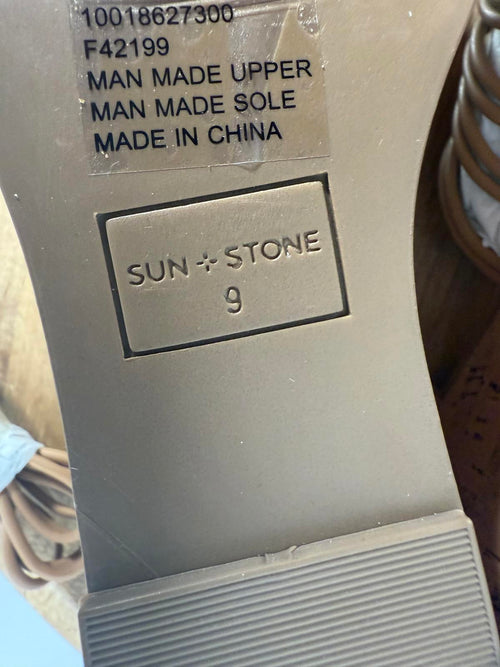 10018627300
F42199
MAN MADE UPPER
MAN MADE SOLE
MADE IN CHINA
SUN + STONE
9